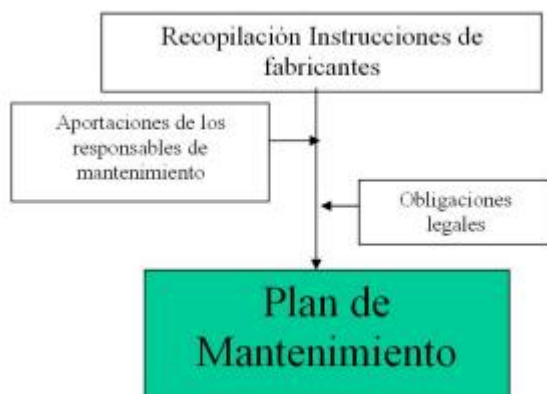 Recopilación Instrucciones de
fabricantes
Aportaciones de los
responsables de
mantenimiento
Obligaciones
legales
Plan de
Mantenimiento